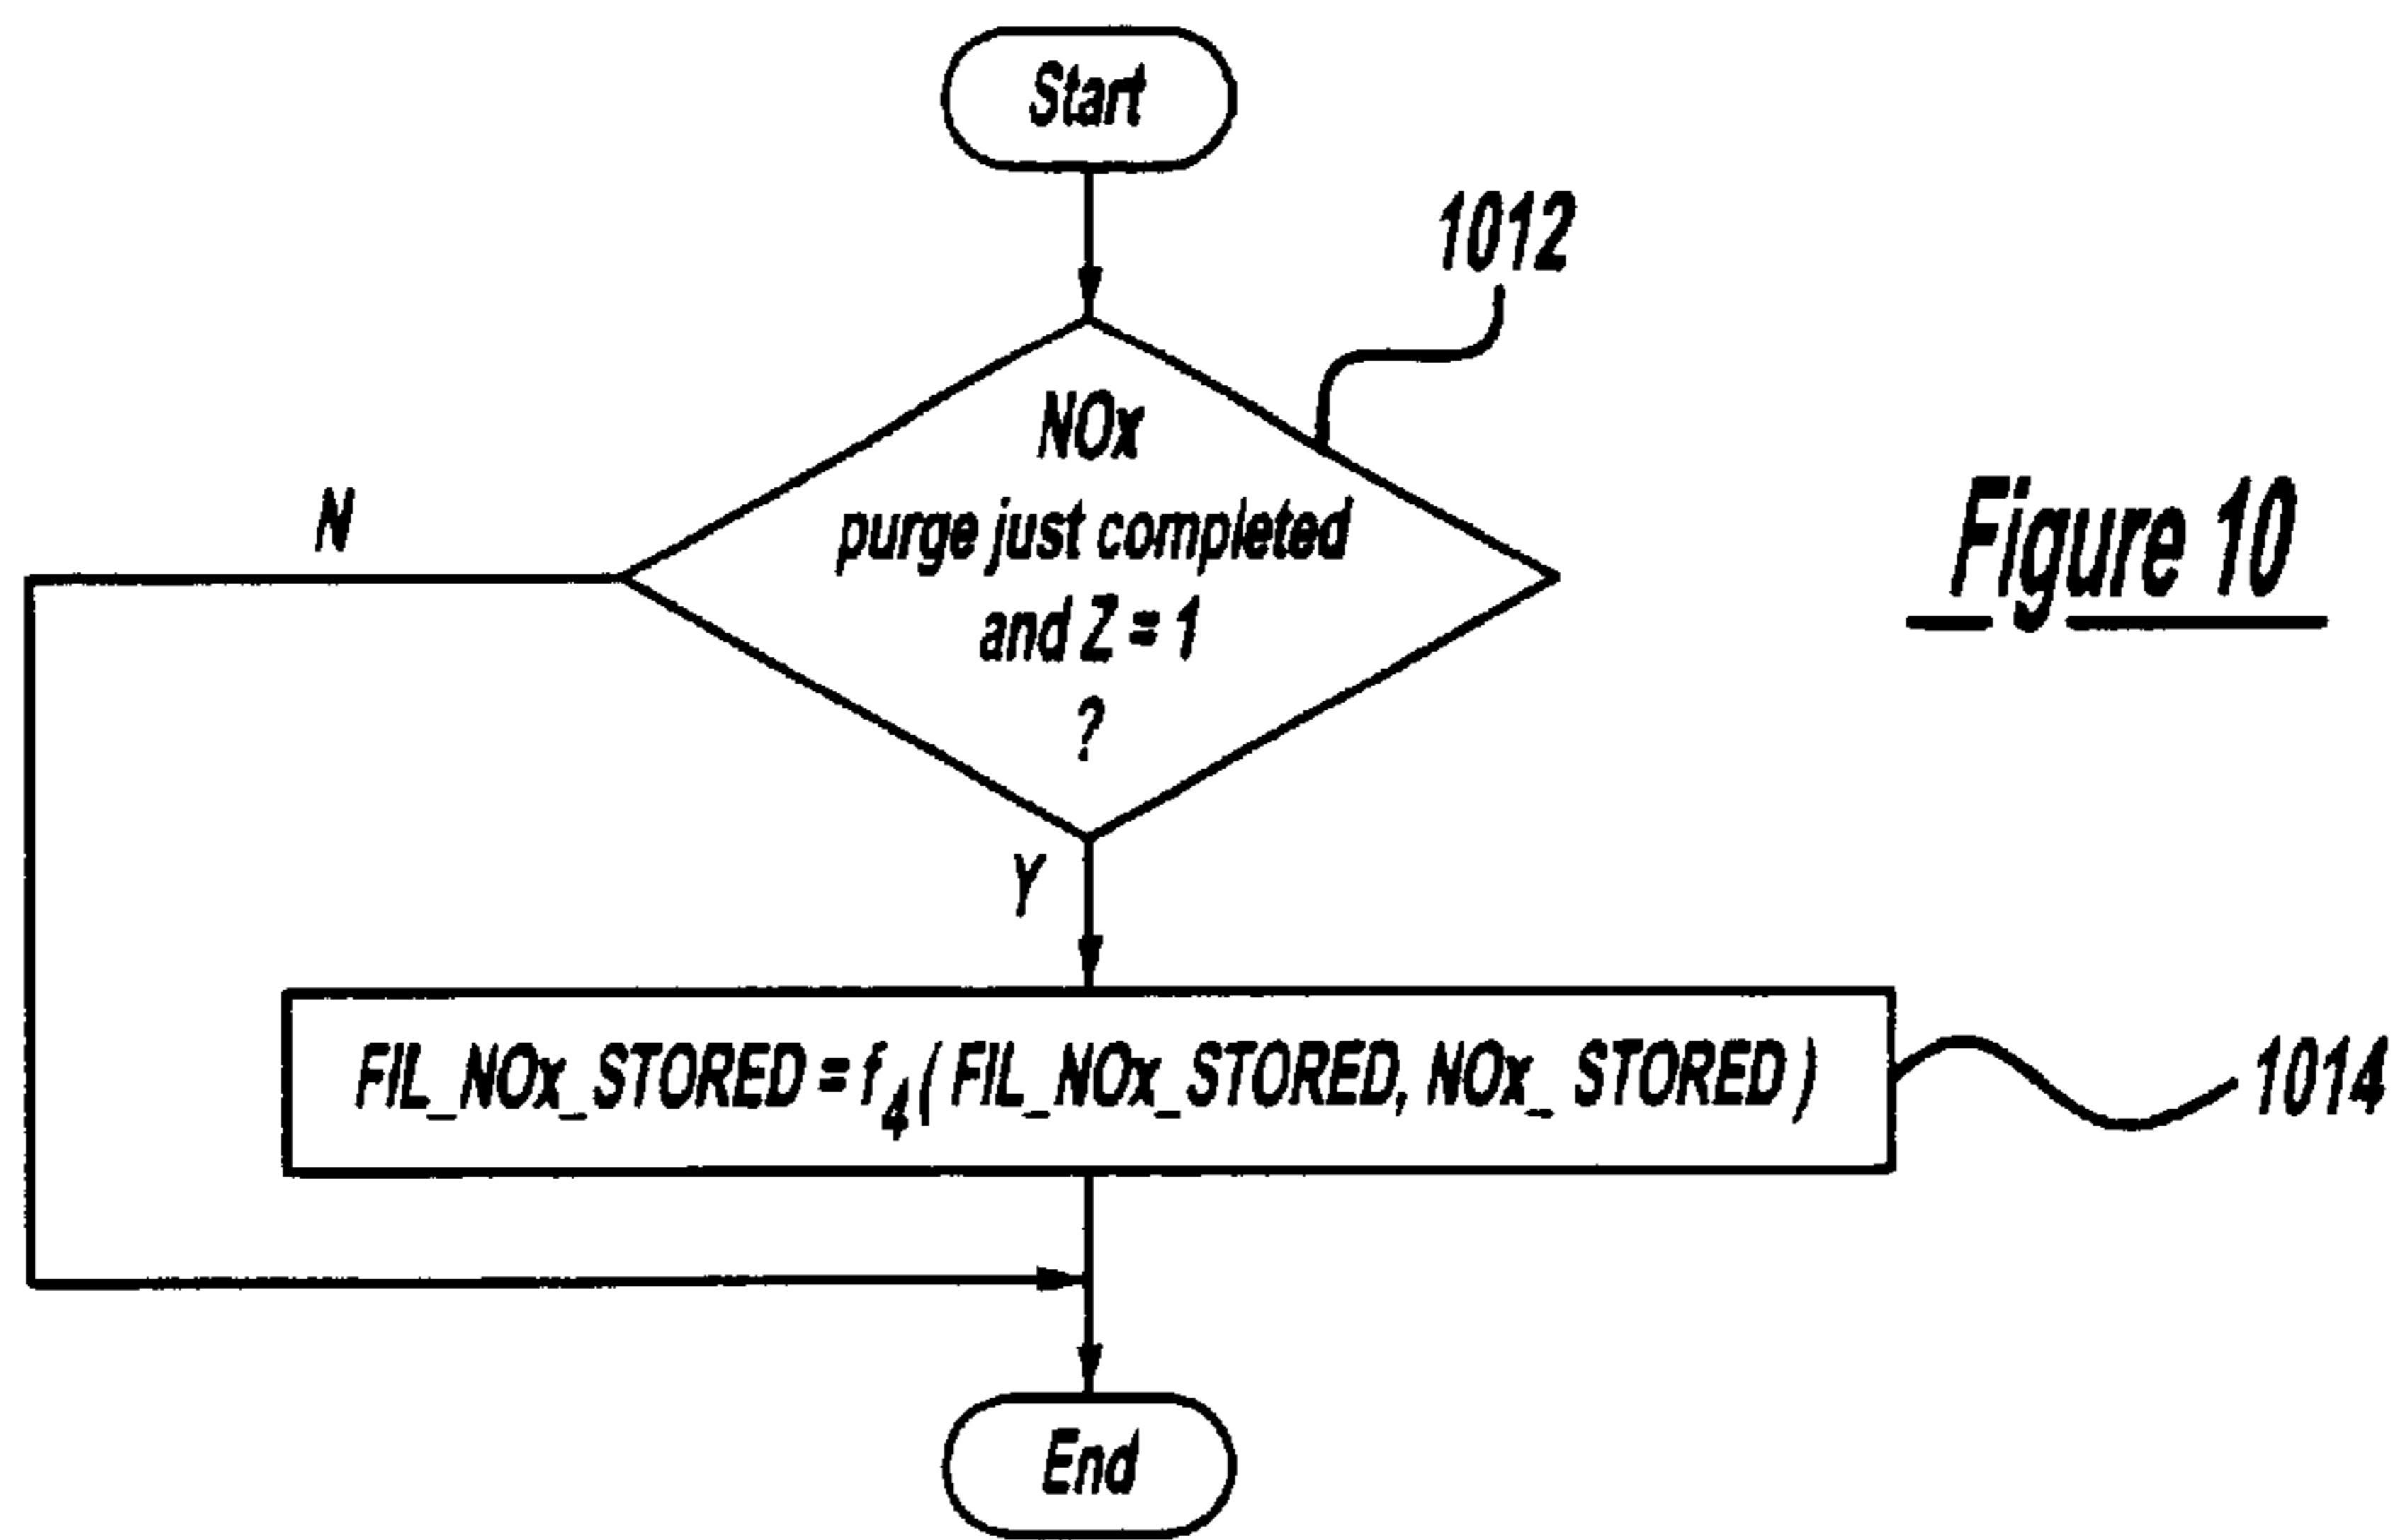 Start
1012
NOx
purge just completed
and Z = 1
?
N
Figure 10
Y
FIL_NOx_STORED = f4 ( FIL_NOx_STORED, NOx_ STORED )
1014
End